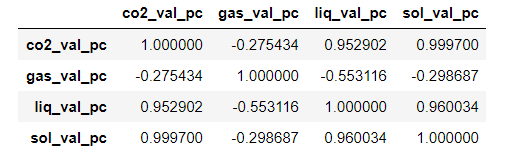 co2_val_pc gas_val_pc liq_val_pc sol_val_pc
co2_val_pc 1.000000 -0.275434 0.952902 0.999700
gas_val_pc -0.275434 1.000000 -0.553116 -0.298687
liq_val_pc 0.952902 -0.553116 1.000000 0.960034
sol_val_pc 0.999700 -0.298687 0.960034 1.000000